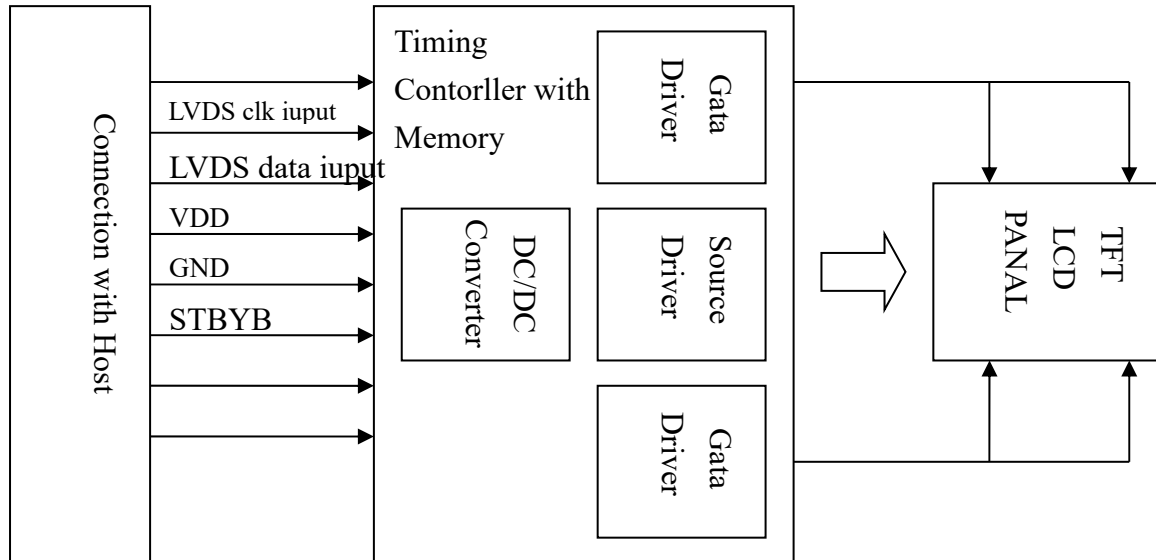 Connection with Host
LVDS clk iuput
LVDS data iuput
VDD
GND
STBYB
Timing
Contorller with
Memory
DC/DC
Converter
Gata
Driver
Source
Driver
Gata
Driver
TFT
LCD
PANAL